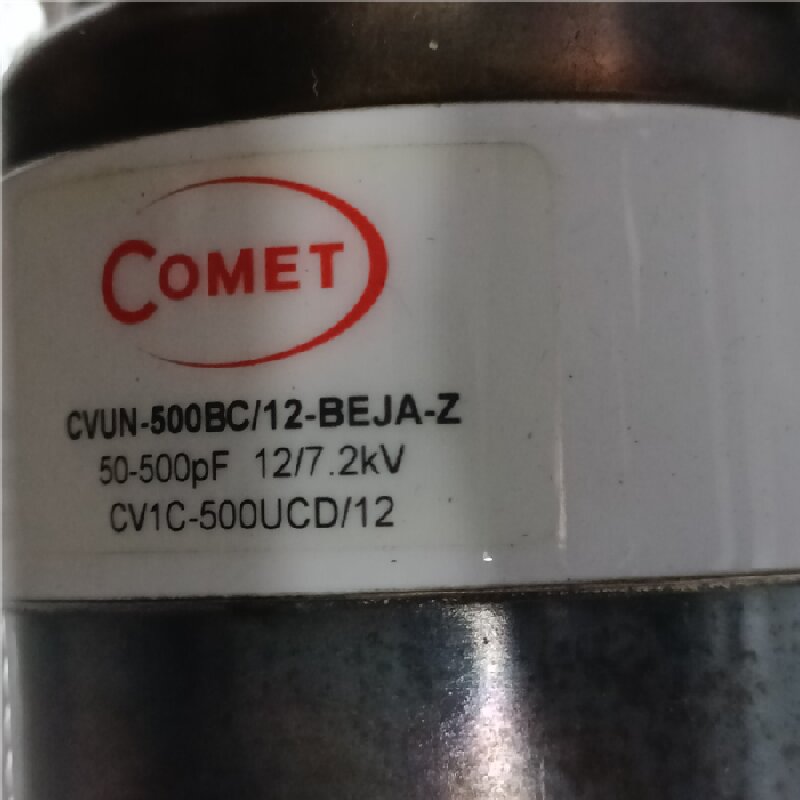 COMET
CVUN-500BC/12-BEJA-Z
50-500pF 12/7.2kV
CV1C-500UCD/12